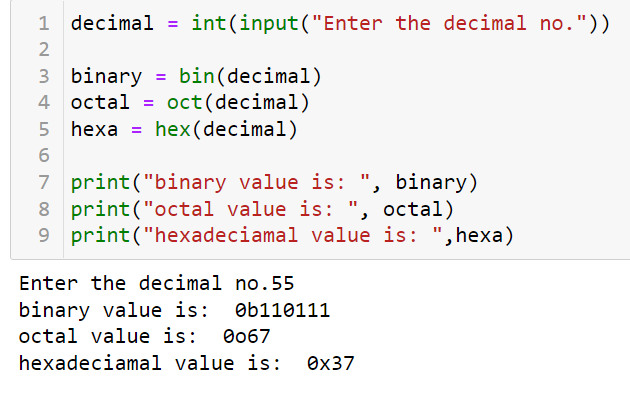 1 decimal = int(input("Enter the decimal no."))
2
3 binary = bin(decimal)
4 octal = oct(decimal)
5 hexa = hex(decimal)
6
7 print("binary value is: ", binary)
8 print("octal value is: ", octal)
9 print("hexadeciamal value is: ",hexa)
Enter the decimal no.55
binary value is:  0b110111
octal value is:  0o67
hexadeciamal value is:  0x37